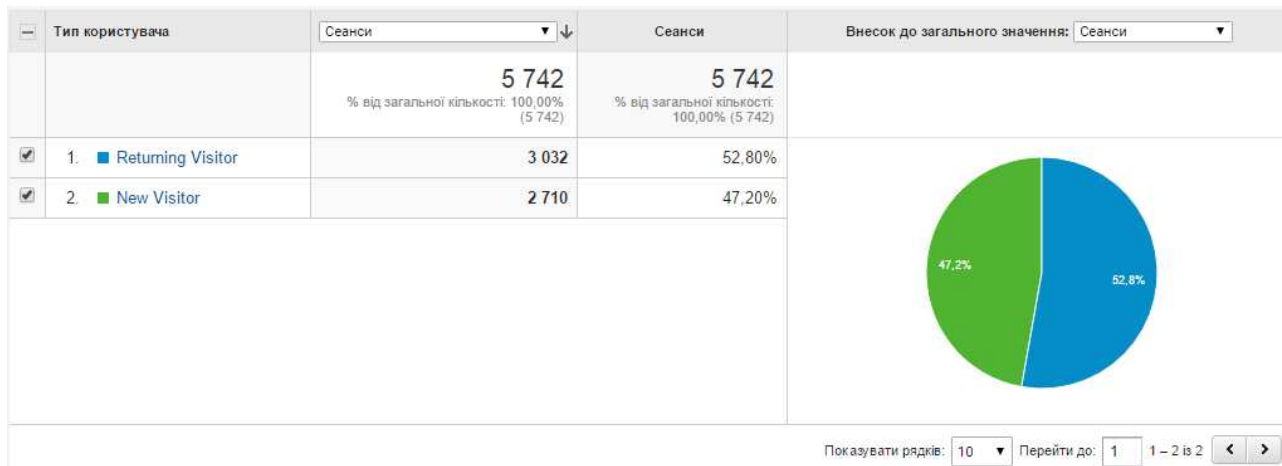 Тип користувача
Сеанси
Сеанси
Внесок до загального значення: Сеанси
5 742
% від загальної кількості: 100,00%
(5 742)
5 742
% від загальної кількості:
100,00% (5 742)
1. Returning Visitor 3 032 52,80%
2. New Visitor 2 710 47,20%
47,2%
52,8%
Показувати рядків: 10 Перейти до: 1 1 – 2 із 2